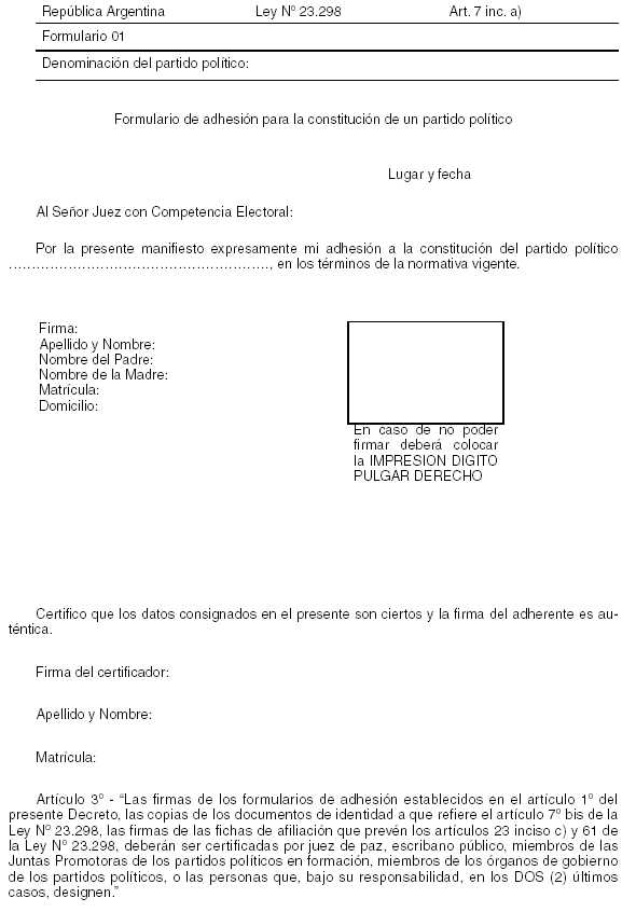 República Argentina Ley Nº 23.298 Art. 7 inc. a)
Formulario 01
Denominación del partido político:
Formulario de adhesión para la constitución de un partido político
Lugar y fecha
Al Señor Juez con Competencia Electoral:
Por la presente manifiesto expresamente mi adhesión a la constitución del partido político
........................................................, en los términos de la normativa vigente.
Firma:
Apellido y Nombre:
Nombre del Padre:
Nombre de la Madre:
Matrícula:
Domicilio:
En caso de no poder
firmar deberá colocar
la IMPRESION DIGITO
PULGAR DERECHO
Certifico que los datos consignados en el presente son ciertos y la firma del adherente es au-
téntica.
Firma del certificador:
Apellido y Nombre:
Matrícula:
Artículo 3º - “Las firmas de los formularios de adhesión establecidos en el artículo 1º del
presente Decreto, las copias de los documentos de identidad a que refiere el artículo 7º bis de la
Ley Nº 23.298, las firmas de las fichas de afiliación que prevén los artículos 23 inciso c) y 61 de
la Ley Nº 23.298, deberán ser certificadas por juez de paz, escribano público, miembros de las
Juntas Promotoras de los partidos políticos en formación, miembros de los órganos de gobierno
de los partidos políticos, o las personas que, bajo su responsabilidad, en los DOS (2) últimos
casos, designen.”